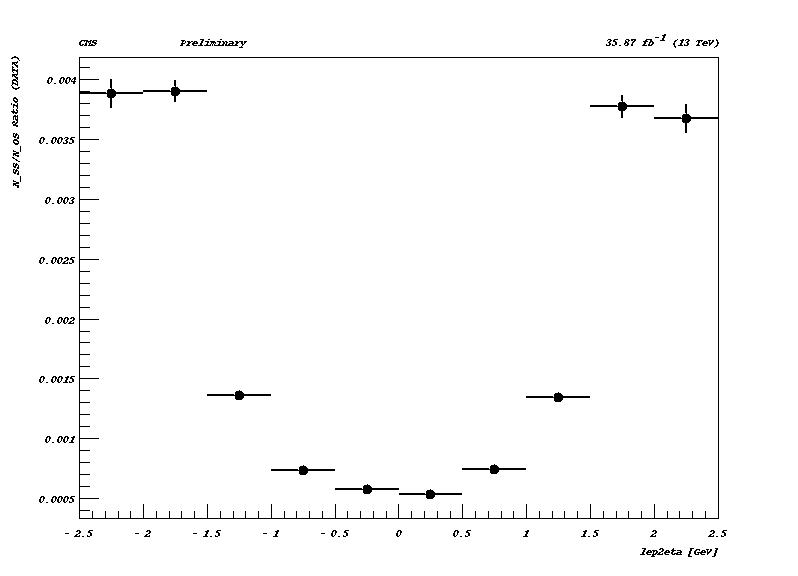 CMS Preliminary 35.87 fb⁻¹ (13 TeV)
N_SS/N_OS Ratio (DATA)
0.004
0.0035
0.003
0.0025
0.002
0.0015
0.001
0.0005
-2.5 -2 -1.5 -1 -0.5 0 0.5 1 1.5 2 2.5
lep2eta [GeV]